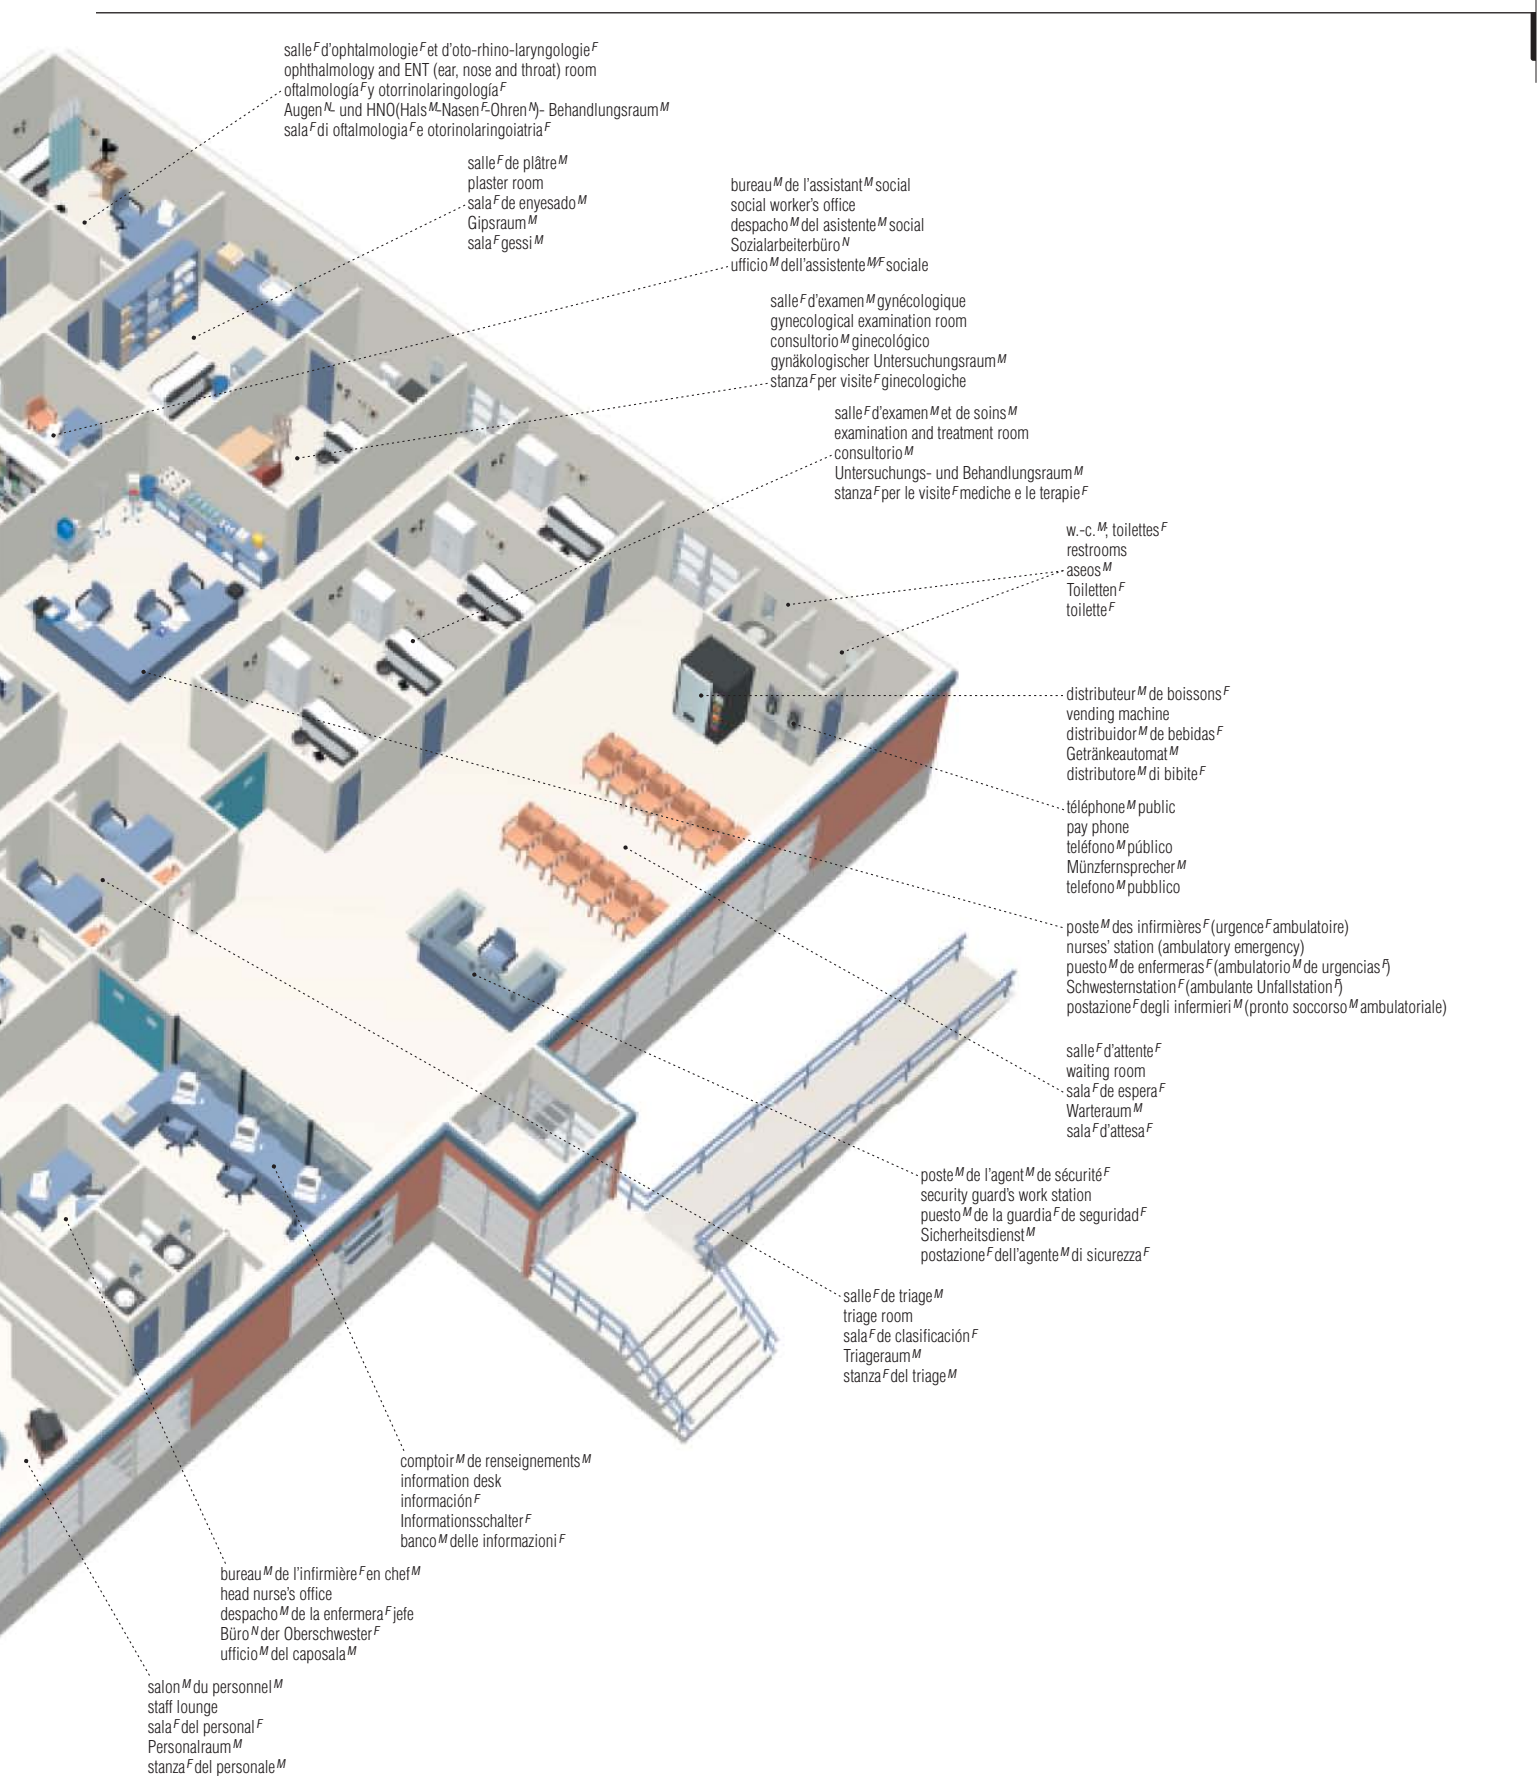 salle F d'ophtalmologie F et d'oto-rhino-laryngologie F
ophthalmology and ENT (ear, nose and throat) room
oftalmología F y otorrinolaringología F
Augen N- und HNO(Hals M-Nasen F-Ohren N)- Behandlungsraum M
sala F di oftalmologia F e otorinolaringoiatria F
salle F de plâtre M
plaster room
sala F de enyesado M
Gipsraum M
sala F gessi M
bureau M de l'assistant M social
social worker's office
despacho M del asistente M social
Sozialarbeiterbüro N
ufficio M dell'assistente M/F sociale
salle F d'examen M gynécologique
gynecological examination room
consultorio M ginecológico
gynäkologischer Untersuchungsraum M
stanza F per visite F ginecologiche
salle F d'examen M et de soins M
examination and treatment room
consultorio M
Untersuchungs- und Behandlungsraum M
stanza F per le visite F mediche e le terapie F
w.-c. M; toilettes F
restrooms
aseos M
Toiletten F
toilette F
distributeur M de boissons F
vending machine
distribuidor M de bebidas F
Getränkeautomat M
distributore M di bibite F
téléphone M public
pay phone
teléfono M público
Münzfernsprecher M
telefono M pubblico
poste M des infirmières F (urgence F ambulatoire)
nurses' station (ambulatory emergency)
puesto M de enfermeras F (ambulatorio M de urgencias F)
Schwesternstation F (ambulante Unfallstation F)
postazione F degli infermieri M (pronto soccorso M ambulatoriale)
salle F d'attente F
waiting room
sala F de espera F
Warteraum M
sala F d'attesa F
poste M de l'agent M de sécurité F
security guard's work station
puesto M de la guardia F de seguridad F
Sicherheitsdienst M
postazione F dell'agente M di sicurezza F
salle F de triage M
triage room
sala F de clasificación F
Triageraum M
stanza F del triage M
comptoir M de renseignements M
information desk
información F
Informationsschalter F
banco M delle informazioni F
bureau M de l'infirmière F en chef M
head nurse's office
despacho M de la enfermera F jefe
Büro N der Oberschwester F
ufficio M del caposala M
salon M du personnel M
staff lounge
sala F del personal F
Personalraum M
stanza F del personale M